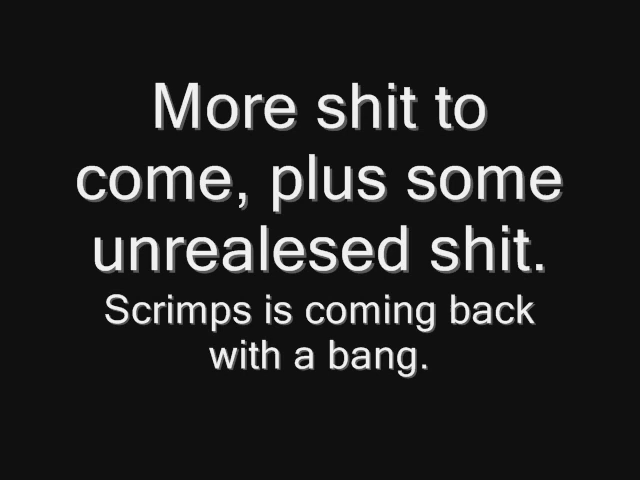 More shit to
come, plus some
unrealesed shit.
Scrimps is coming back
with a bang.